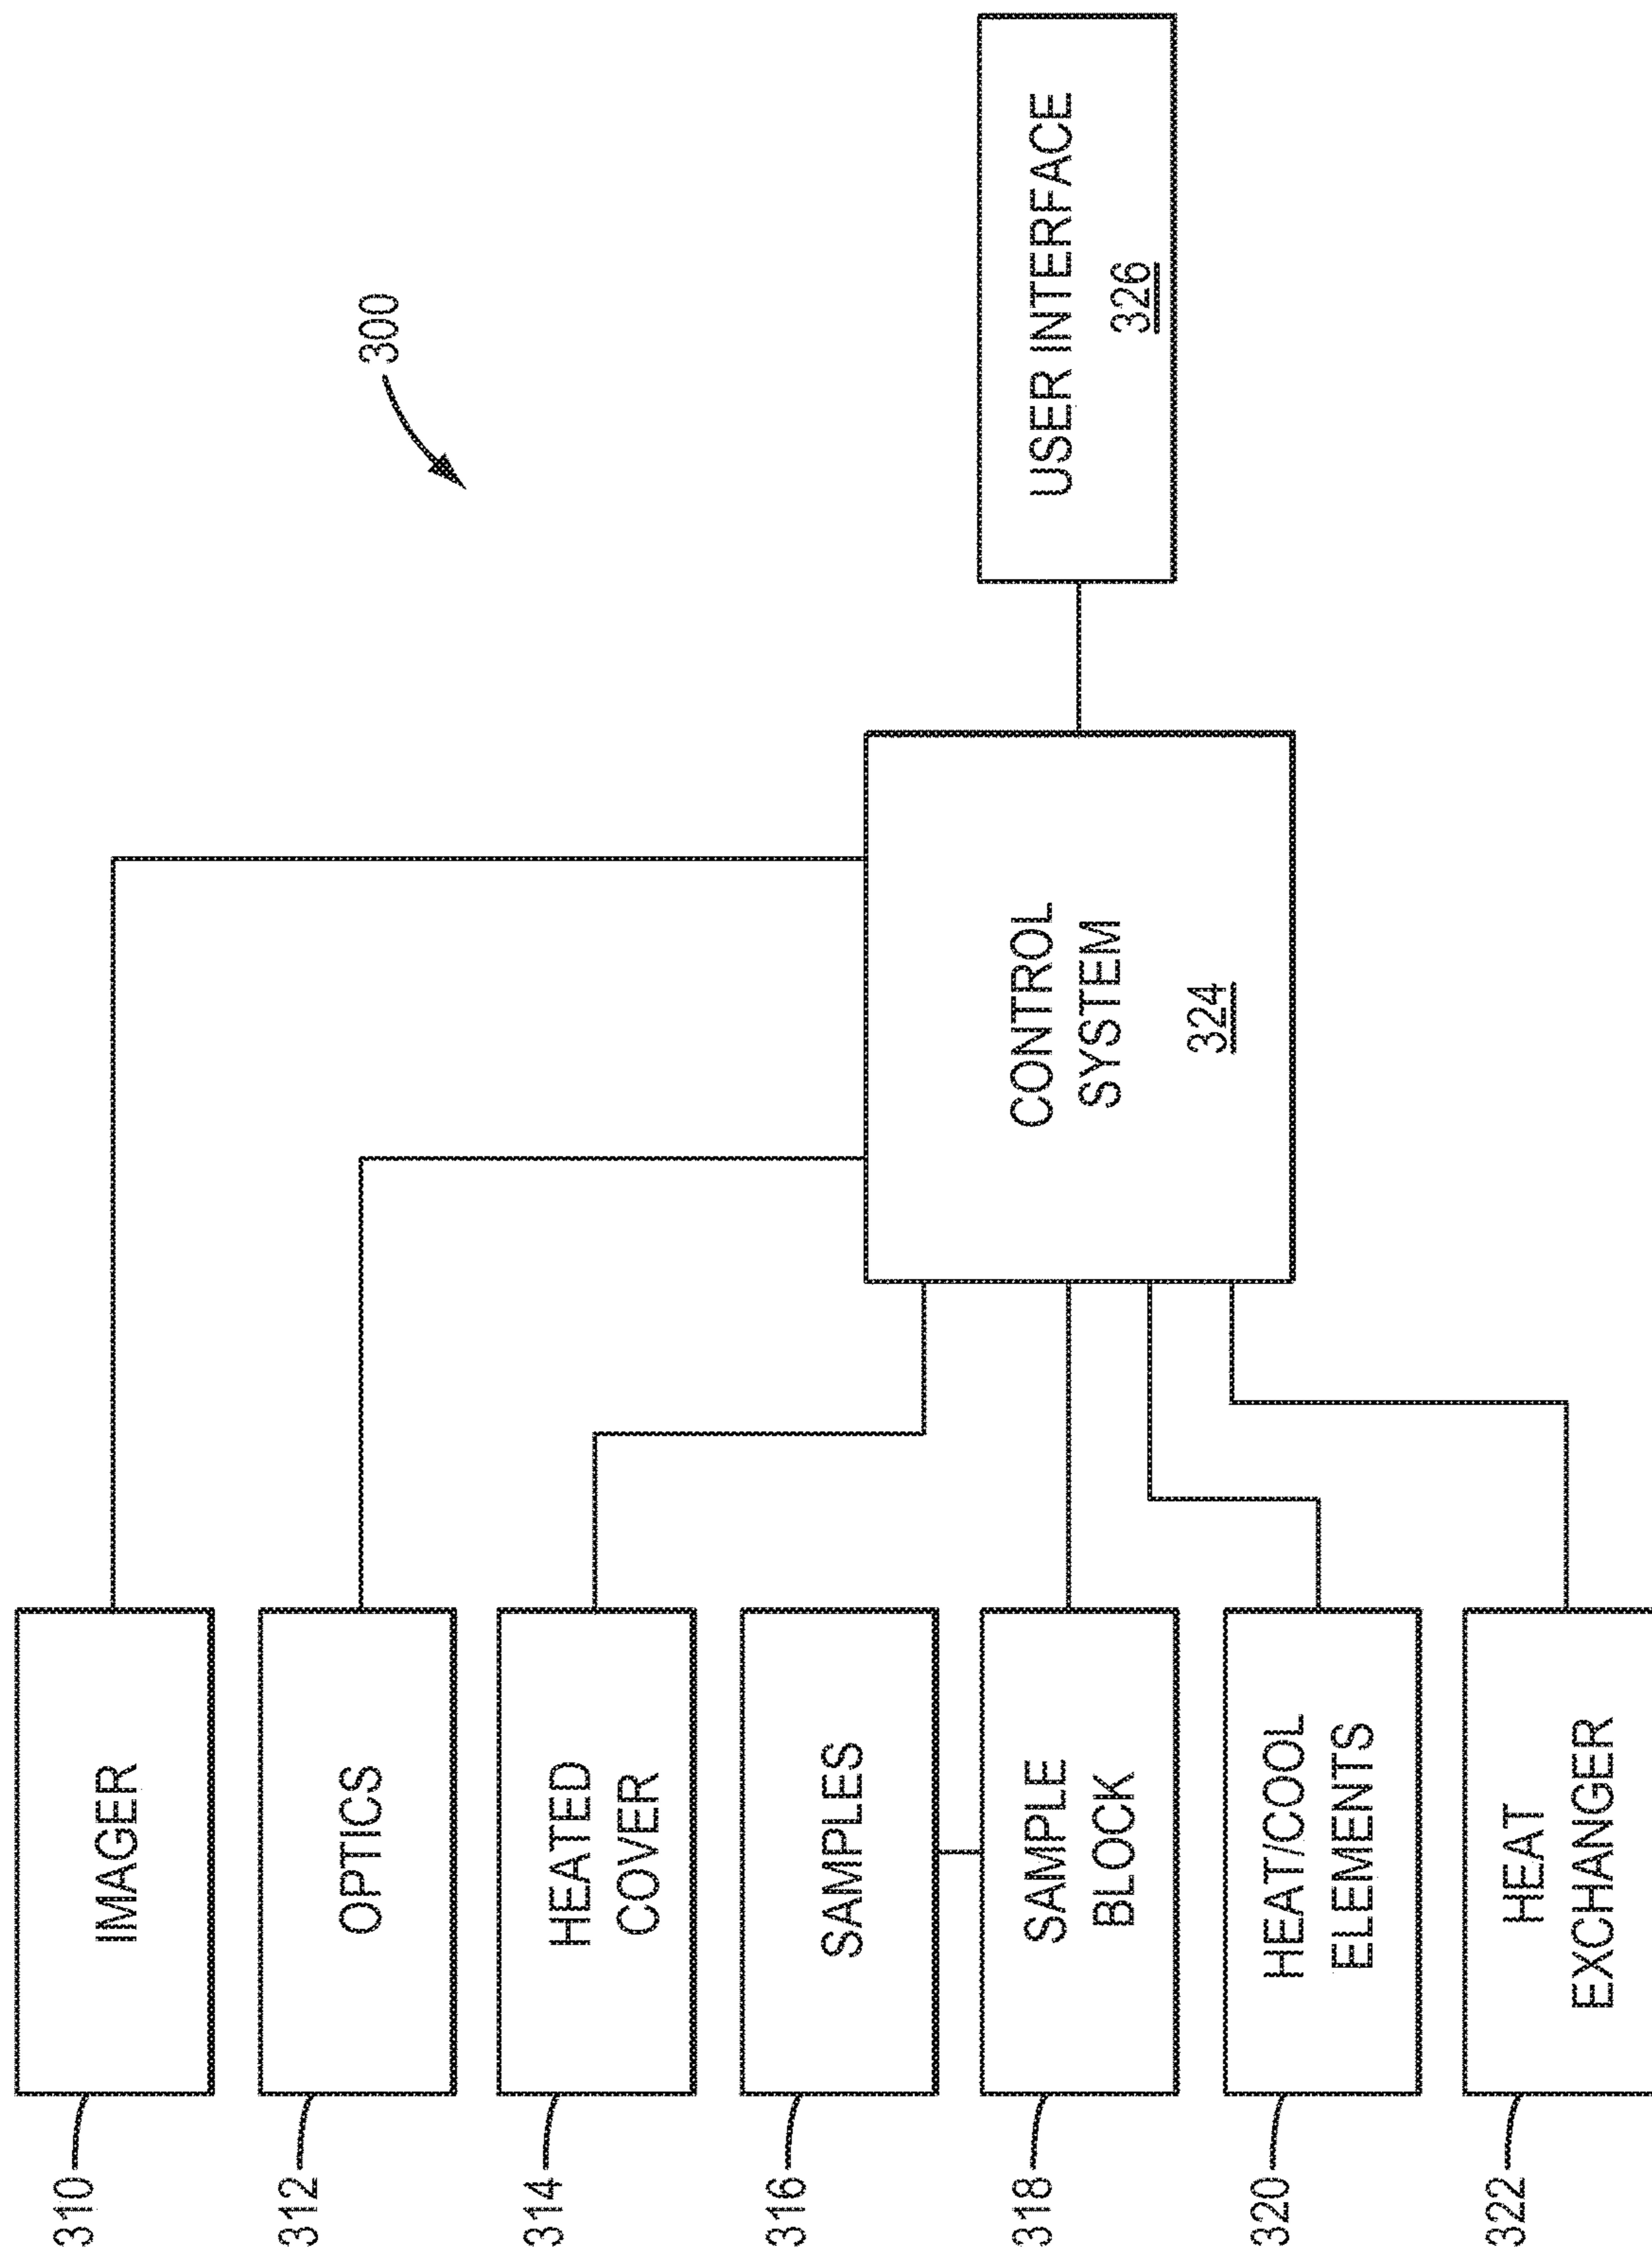 300
310
IMAGER
312
OPTICS
314
HEATED
COVER
316
SAMPLES
318
SAMPLE
BLOCK
320
HEAT/COOL
ELEMENTS
322
HEAT
EXCHANGER
CONTROL
SYSTEM
324
USER INTERFACE
326